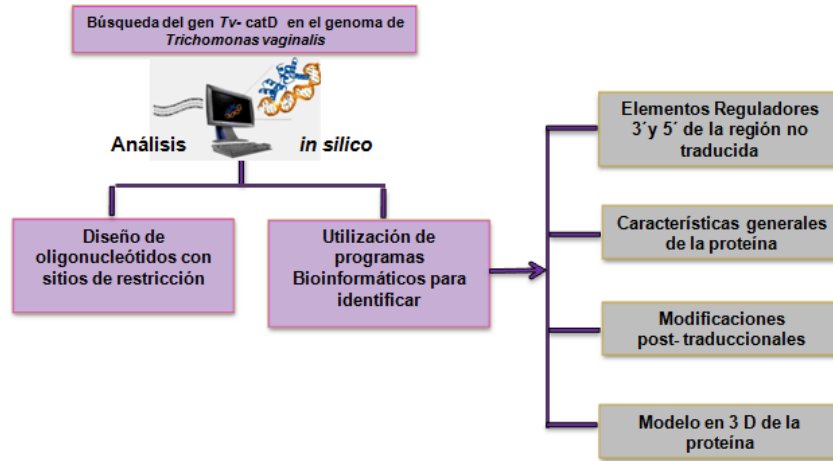 Búsqueda del gen Tv- catD en el genoma de
Trichomonas vaginalis
Análisis in silico
Diseño de
oligonucleótidos con
sitios de restricción
Utilización de
programas
Bioinformáticos para
identificar
Elementos Reguladores
3´y 5´ de la región no
traducida
Características generales
de la proteína
Modificaciones
post- traduccionales
Modelo en 3 D de la
proteína